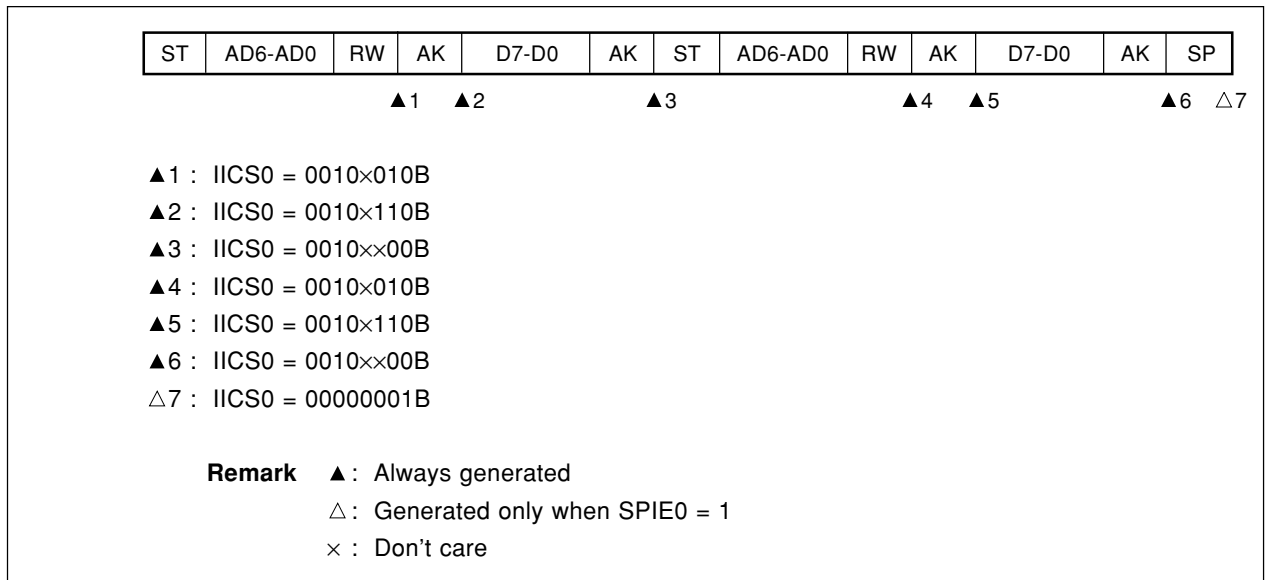 ST AD6-AD0 RW AK D7-D0 AK ST AD6-AD0 RW AK D7-D0 AK SP
▲1 ▲2 ▲3 ▲4 ▲5 ▲6 △7
▲1 : IICS0 = 0010×010B
▲2 : IICS0 = 0010×110B
▲3 : IICS0 = 0010××00B
▲4 : IICS0 = 0010×010B
▲5 : IICS0 = 0010×110B
▲6 : IICS0 = 0010××00B
△7 : IICS0 = 00000001B
Remark ▲: Always generated
△: Generated only when SPIE0 = 1
× : Don't care